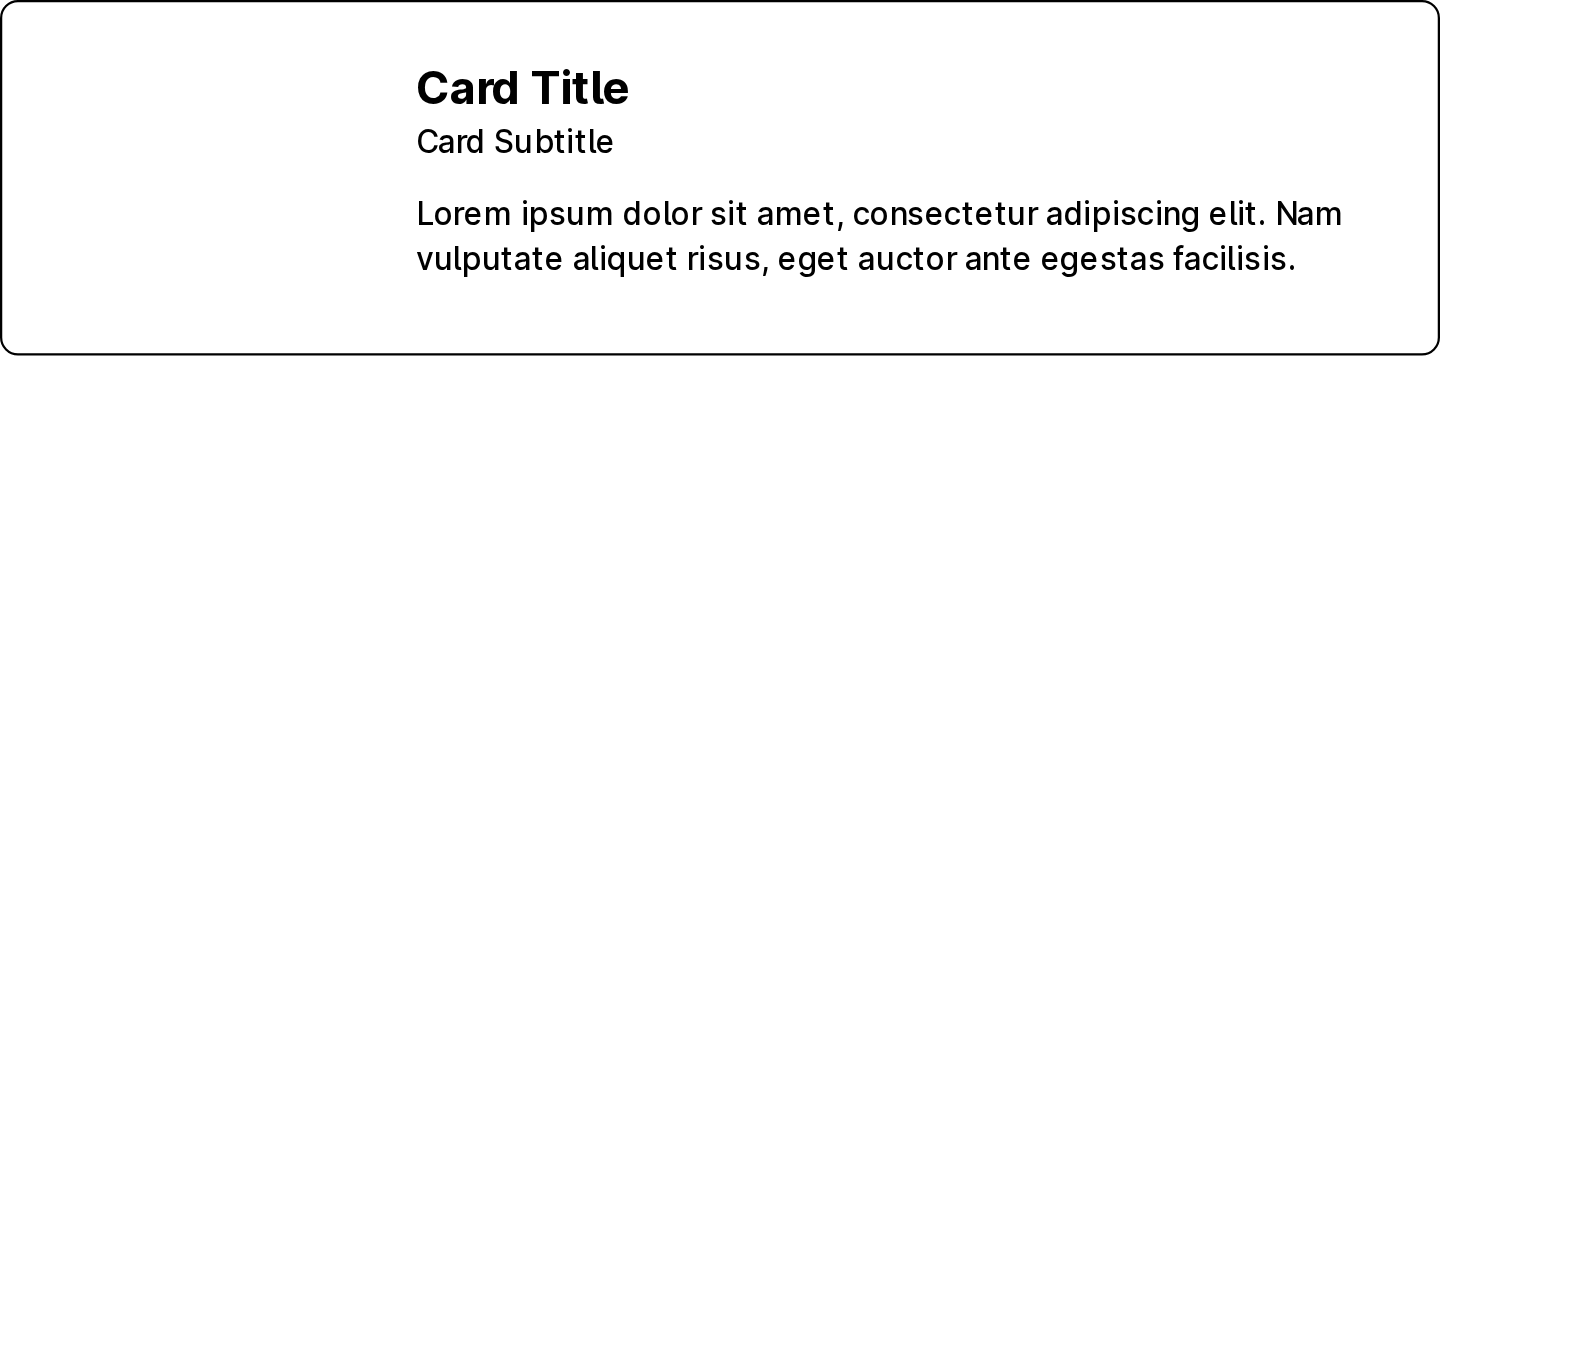 Card Title
Card Subtitle
Lorem ipsum dolor sit amet, consectetur adipiscing elit. Nam
vulputate aliquet risus, eget auctor ante egestas facilisis.